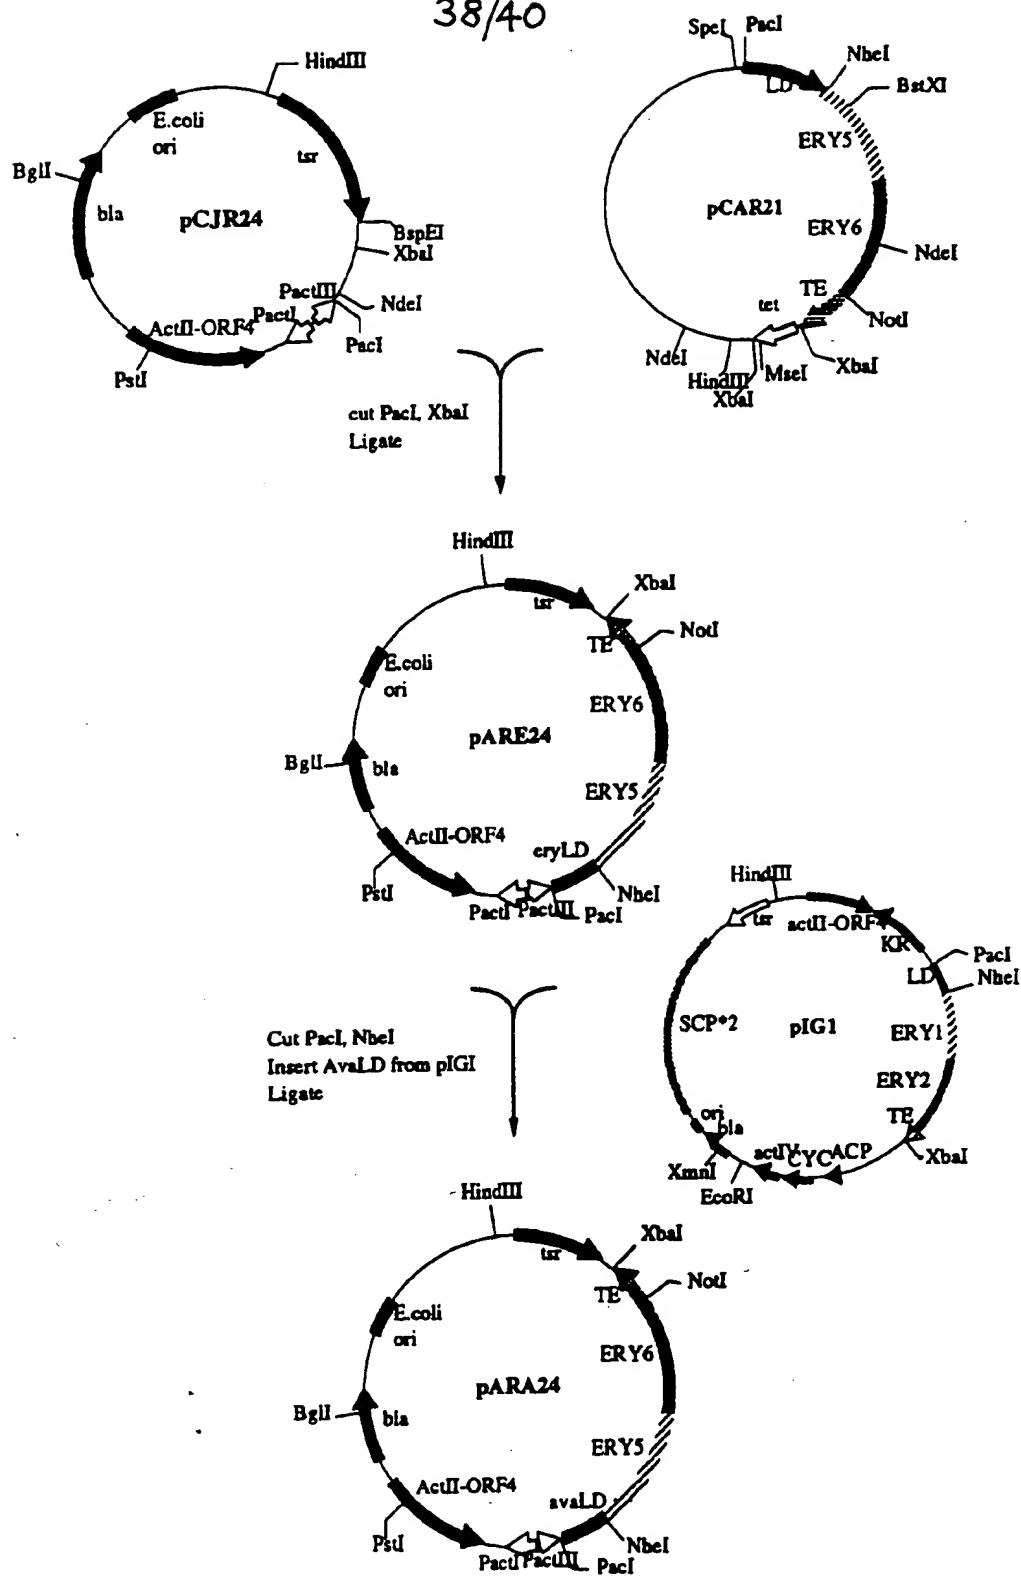 38/40
HindIII
E.coli
ori
tsr
BglI
bla
pCJR24
BspEI
XbaI
PactIII
NdeI
PactI
PacI
ActII-ORF4
PstI
SpeI
PacI
NheI
LD
BstXI
ERY5
pCAR21
ERY6
NdeI
TE
tet
NotI
NdeI
XbaI
HindIII
MseI
XbaI
cut PacI, XbaI
Ligate
HindIII
XbaI
tsr
NotI
TE
E.coli
ori
ERY6
pARE24
BglI
bla
ERY5
ActII-ORF4
eryLD
PstI
NheI
PactI
PactIII
PacI
HindIII
tsr
actII-ORF4
KR
PacI
LD
NheI
SCP*2
pIG1
ERY1
ERY2
TE
ori
bla
actIV
CYC
ACP
XbaI
XmnI
EcoRI
Cut PacI, NheI
Insert AvaLD from pIGI
Ligate
HindIII
XbaI
tsr
NotI
TE
E.coli
ori
ERY6
pARA24
BglI
bla
ERY5
ActII-ORF4
avaLD
PstI
NheI
PactI
PactIII
PacI